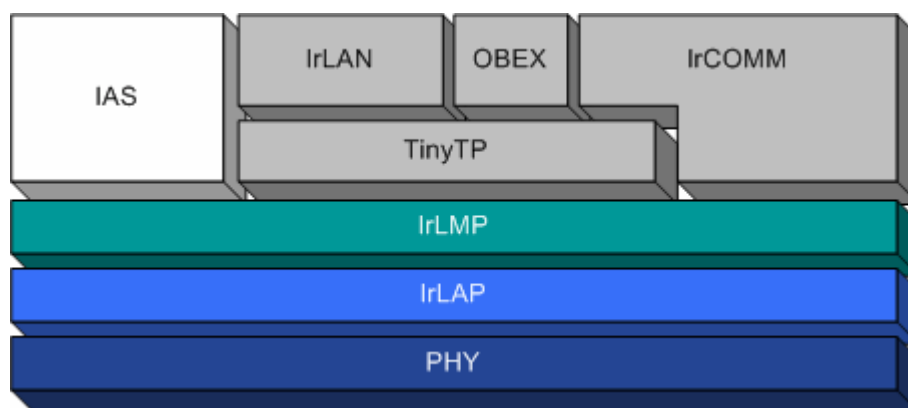 IrLAN
OBEX
IrCOMM
IAS
TinyTP
IrLMP
IrLAP
PHY